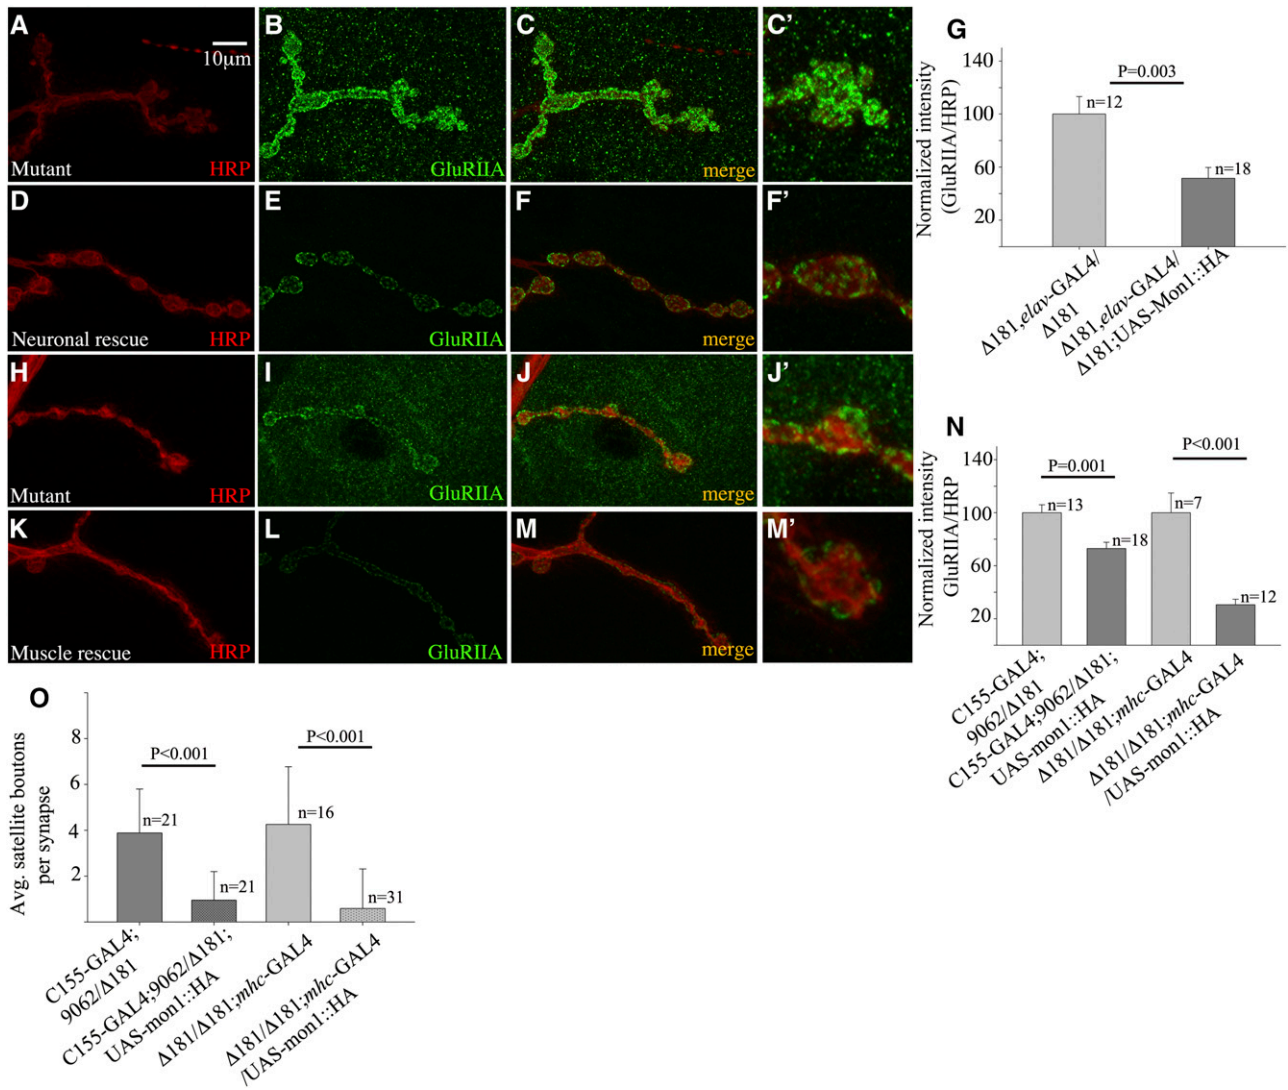 A
10μm
Mutant
HRP
B
GluRIIA
C
merge
C'
D
Neuronal rescue
HRP
E
GluRIIA
F
merge
F'
G
Normalized intensity
(GluRIIA/HRP)
140
100
60
20
P=0.003
n=12
n=18
Δ181,elav-GAL4/
Δ181
Δ181,elav-GAL4/
Δ181;UAS-Mon1::HA
H
Mutant
HRP
I
GluRIIA
J
merge
J'
K
Muscle rescue
HRP
L
GluRIIA
M
merge
M'
N
Normalized intensity
GluRIIA/HRP
140
100
60
20
P=0.001
P<0.001
n=13
n=18
n=7
n=12
C155-GAL4;
9062/Δ181
C155-GAL4;9062/Δ181;
UAS-mon1::HA
Δ181/Δ181;mhc-GAL4
Δ181/Δ181;mhc-GAL4
/UAS-mon1::HA
O
Avg. satellite boutons
per synapse
8
6
4
2
P<0.001
P<0.001
n=21
n=21
n=16
n=31
C155-GAL4;
9062/Δ181
C155-GAL4;9062/Δ181;
UAS-mon1::HA
Δ181/Δ181;mhc-GAL4
Δ181/Δ181;mhc-GAL4
/UAS-mon1::HA